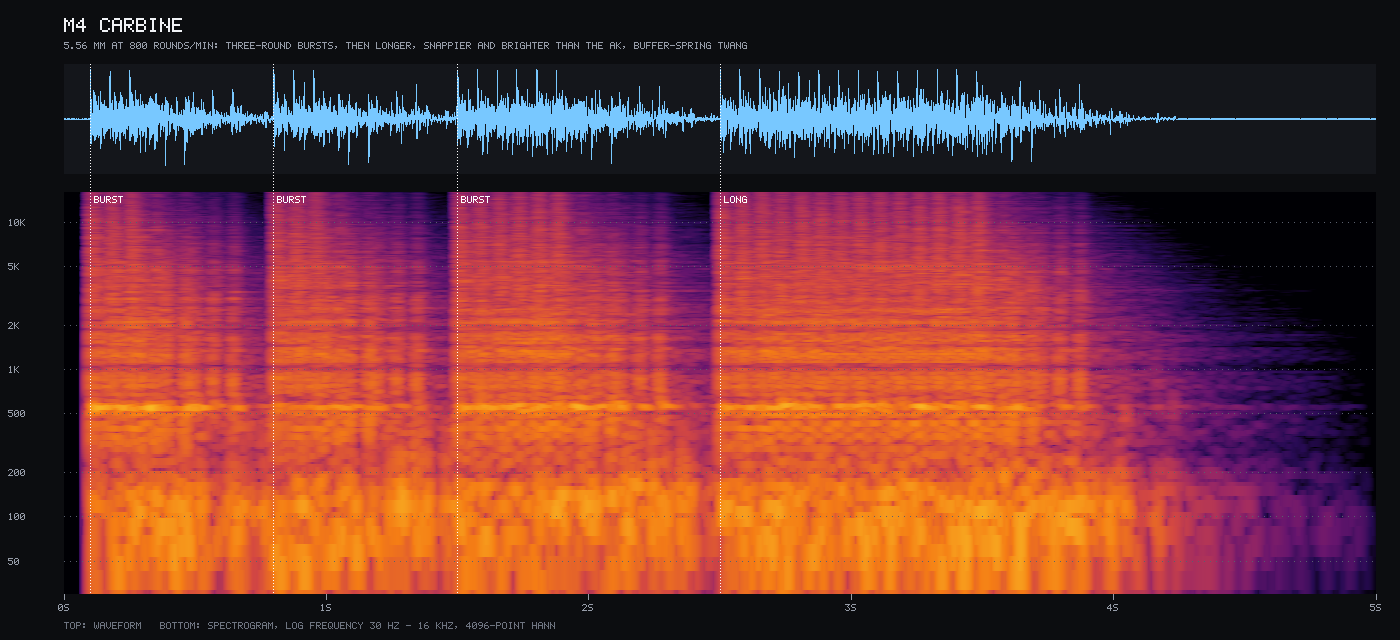 M4 CARBINE
5.56 MM AT 800 ROUNDS/MIN: THREE-ROUND BURSTS, THEN LONGER, SNAPPIER AND BRIGHTER THAN THE AK, BUFFER-SPRING TWANG
BURST
BURST
BURST
LONG
10K
5K
2K
1K
500
200
100
50
0S
1S
2S
3S
4S
5S
TOP: WAVEFORM BOTTOM: SPECTROGRAM, LOG FREQUENCY 30 HZ - 16 KHZ, 4096-POINT HANN